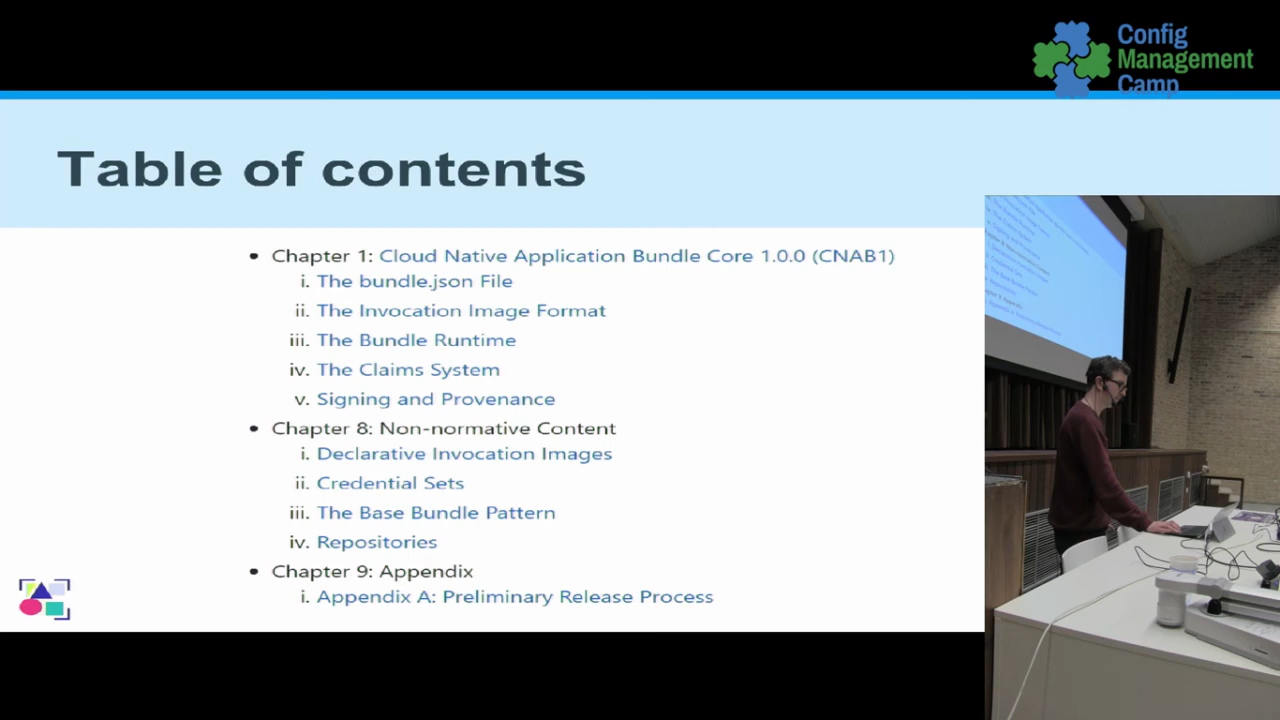 Config
Management
Camp
Table of contents
• Chapter 1: Cloud Native Application Bundle Core 1.0.0 (CNAB1)
i. The bundle.json File
ii. The Invocation Image Format
iii. The Bundle Runtime
iv. The Claims System
v. Signing and Provenance
• Chapter 8: Non-normative Content
i. Declarative Invocation Images
ii. Credential Sets
iii. The Base Bundle Pattern
iv. Repositories
• Chapter 9: Appendix
i. Appendix A: Preliminary Release Process